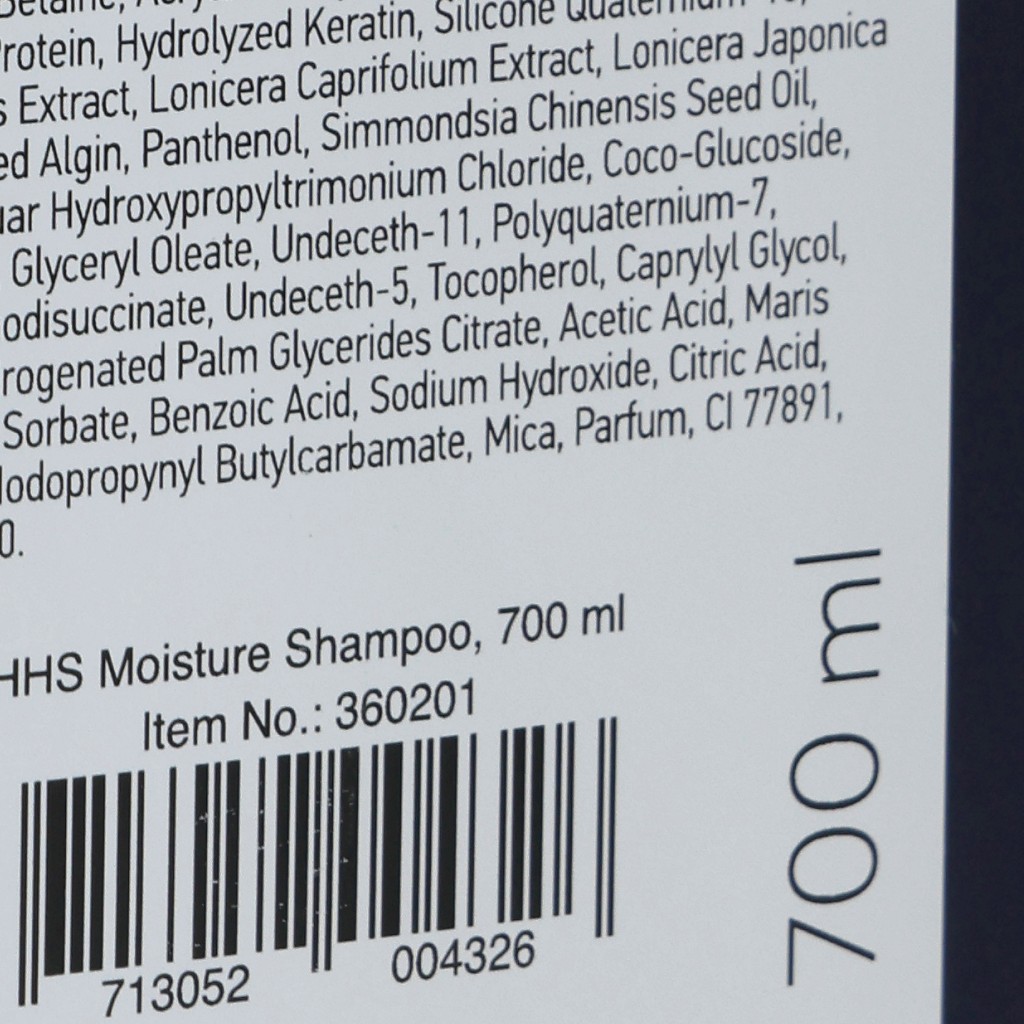 Protein, Hydrolyzed Keratin, Silicone
s Extract, Lonicera Caprifolium Extract, Lonicera Japonica
ed Algin, Panthenol, Simmondsia Chinensis Seed Oil,
uar Hydroxypropyltrimonium Chloride, Coco-Glucoside,
Glyceryl Oleate, Undeceth-11, Polyquaternium-7,
odisuccinate, Undeceth-5, Tocopherol, Caprylyl Glycol,
rogenated Palm Glycerides Citrate, Acetic Acid, Maris
Sorbate, Benzoic Acid, Sodium Hydroxide, Citric Acid,
Iodopropynyl Butylcarbamate, Mica, Parfum, CI 77891,
0.
HHS Moisture Shampoo, 700 ml
Item No.: 360201
713052 004326
700 ml